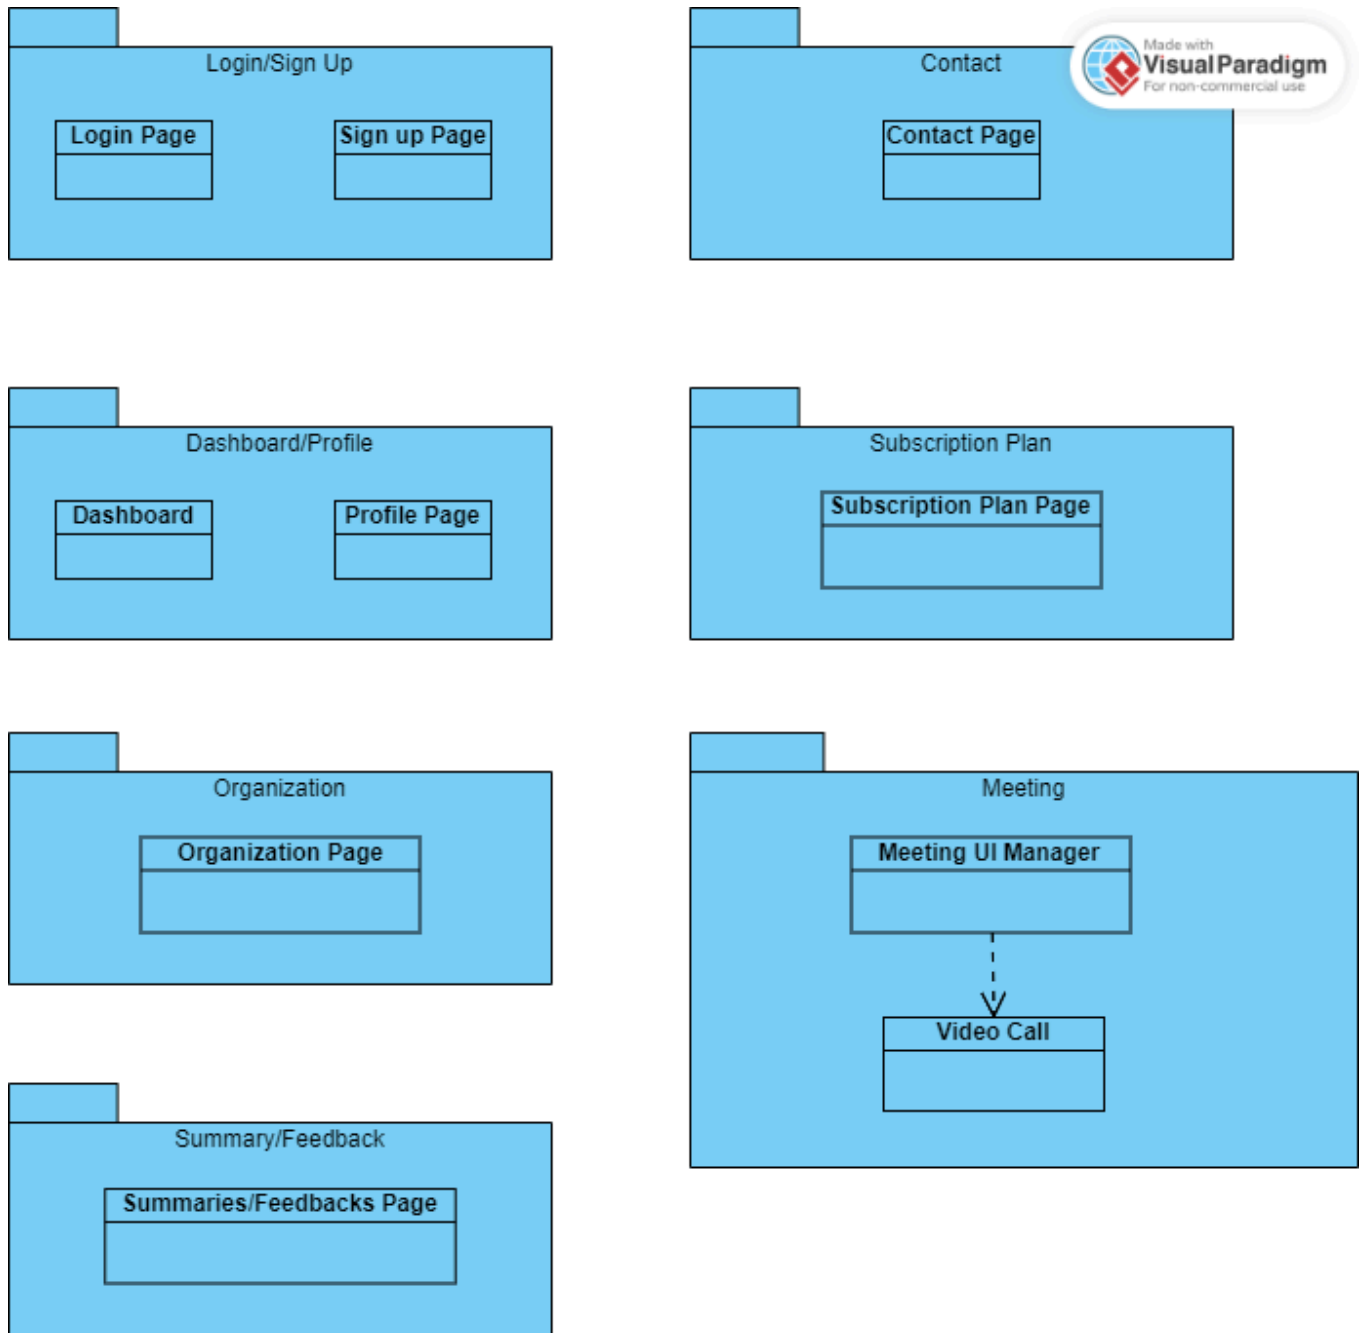 Login/Sign Up
Login Page
Sign up Page
Contact
Contact Page
Made with
Visual Paradigm
For non-commercial use
Dashboard/Profile
Dashboard
Profile Page
Subscription Plan
Subscription Plan Page
Organization
Organization Page
Meeting
Meeting UI Manager
Video Call
Summary/Feedback
Summaries/Feedbacks Page